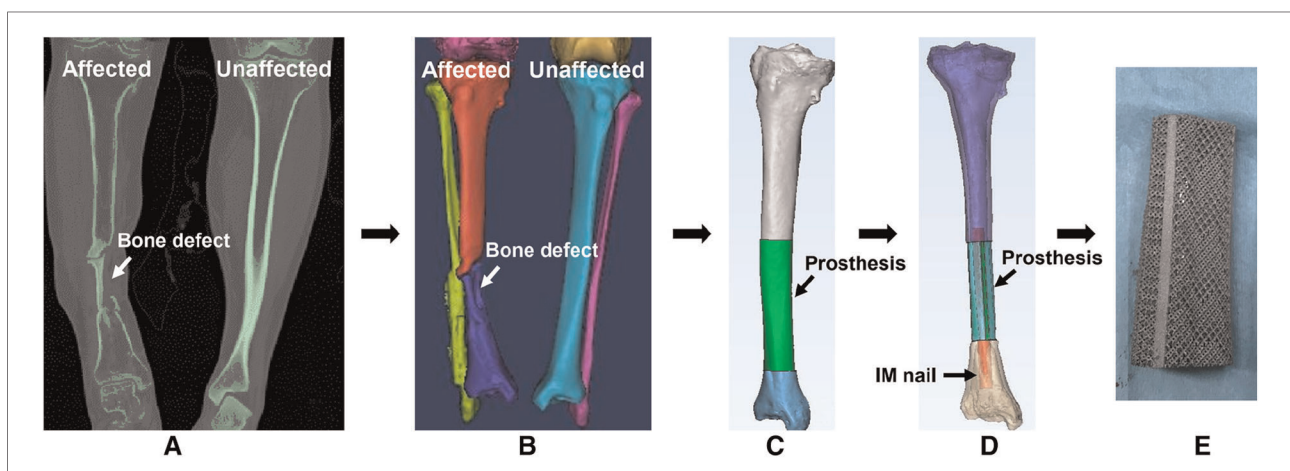 Affected
Unaffected
Bone defect
A
Affected
Unaffected
Bone defect
B
Prosthesis
C
Prosthesis
IM nail
D
E